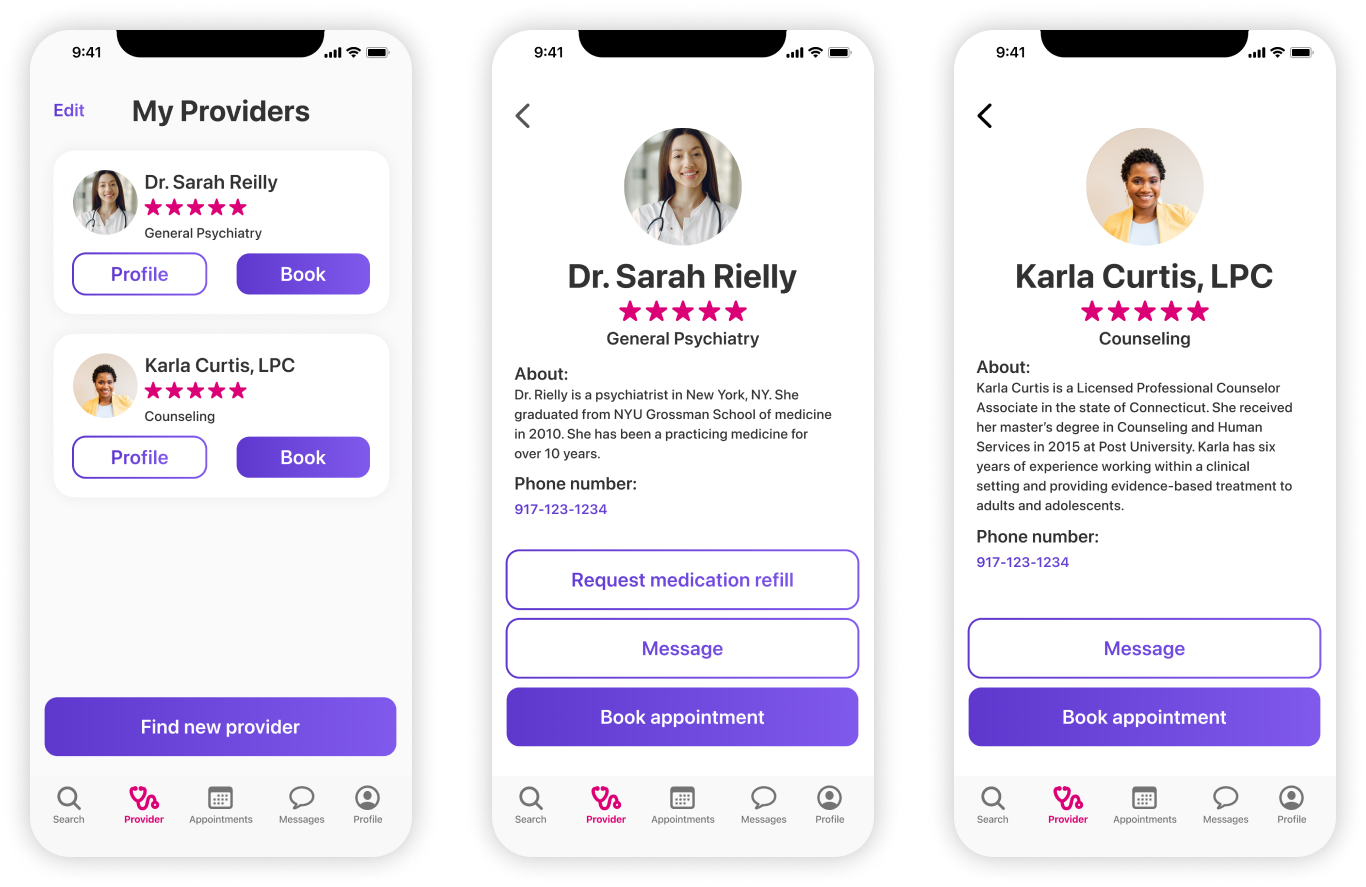 9:41
Edit
My Providers
Dr. Sarah Reilly
General Psychiatry
Profile
Book
Karla Curtis, LPC
Counseling
Profile
Book
Find new provider
Search
Provider
Appointments
Messages
Profile
9:41
Dr. Sarah Rielly
General Psychiatry
About:
Dr. Rielly is a psychiatrist in New York, NY. She
graduated from NYU Grossman School of medicine
in 2010. She has been a practicing medicine for
over 10 years.
Phone number:
917-123-1234
Request medication refill
Message
Book appointment
Search
Provider
Appointments
Messages
Profile
9:41
Karla Curtis, LPC
Counseling
About:
Karla Curtis is a Licensed Professional Counselor
Associate in the state of Connecticut. She received
her master’s degree in Counseling and Human
Services in 2015 at Post University. Karla has six
years of experience working within a clinical
setting and providing evidence-based treatment to
adults and adolescents.
Phone number:
917-123-1234
Message
Book appointment
Search
Provider
Appointments
Messages
Profile